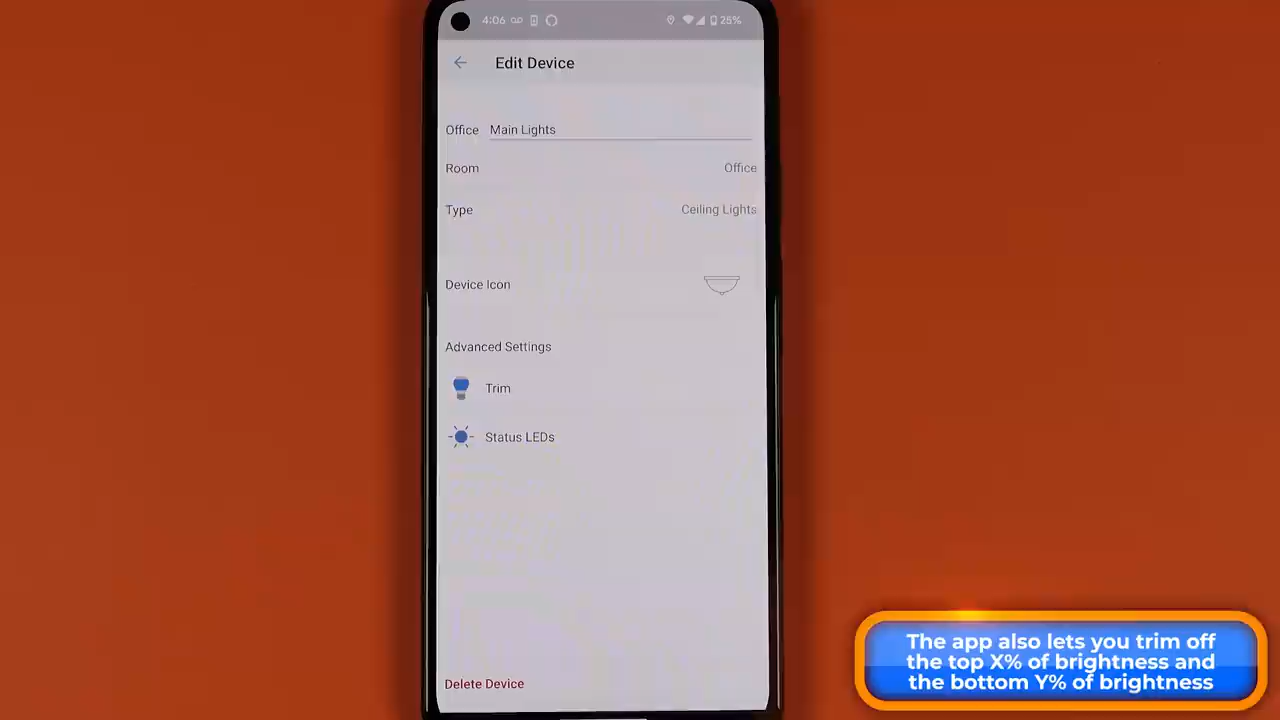 4:06
25%
Edit Device
Office Main Lights
Room Office
Type Ceiling Lights
Device Icon
Advanced Settings
Trim
Status LEDs
Delete Device
The app also lets you trim off
the top X% of brightness and
the bottom Y% of brightness